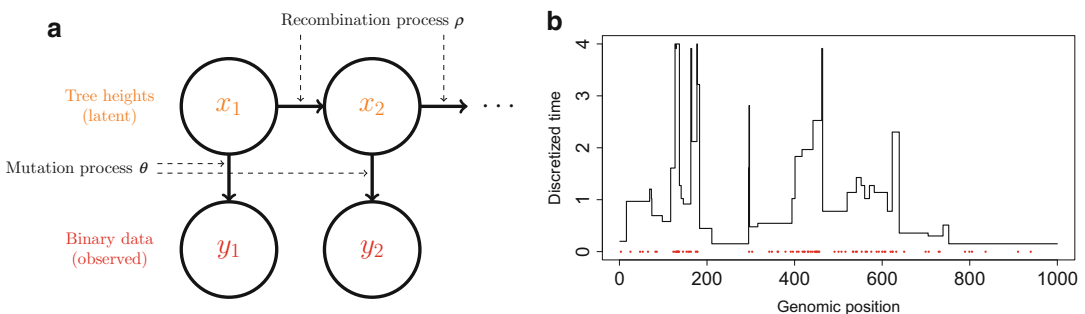 a
Recombination process ρ
Tree heights
(latent)
x₁
x₂
· · ·
Mutation process θ
Binary data
(observed)
y₁
y₂
b
Discretized time
4
3
2
1
0
0
200
400
600
800
1000
Genomic position